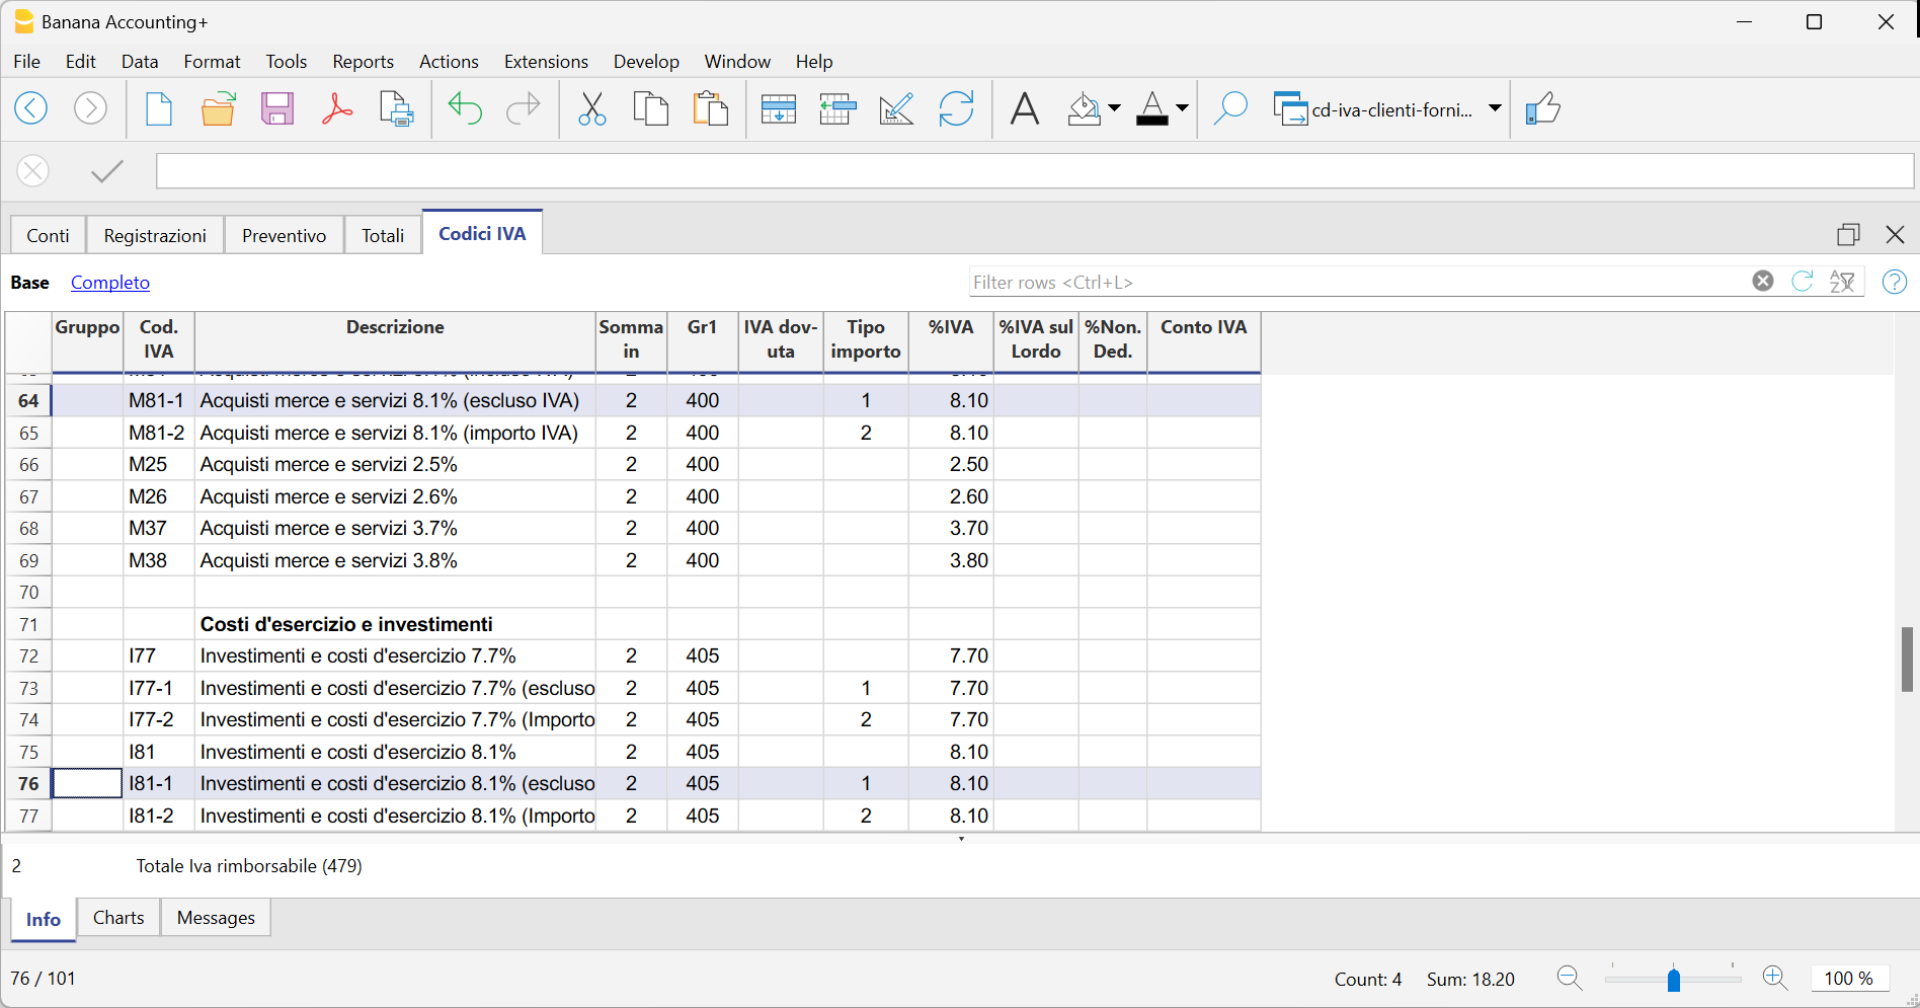 Banana Accounting+
File Edit Data Format Tools Reports Actions Extensions Develop Window Help
cd-iva-clienti-forni...
Conti Registrazioni Preventivo Totali Codici IVA
Base Completo Filter rows <Ctrl+L>
Gruppo Cod. IVA Descrizione Somma in Gr1 IVA dov-uta Tipo importo %IVA %IVA sul Lordo %Non. Ded. Conto IVA
64 M81-1 Acquisti merce e servizi 8.1% (escluso IVA) 2 400 1 8.10
65 M81-2 Acquisti merce e servizi 8.1% (importo IVA) 2 400 2 8.10
66 M25 Acquisti merce e servizi 2.5% 2 400 2.50
67 M26 Acquisti merce e servizi 2.6% 2 400 2.60
68 M37 Acquisti merce e servizi 3.7% 2 400 3.70
69 M38 Acquisti merce e servizi 3.8% 2 400 3.80
70
71 Costi d'esercizio e investimenti
72 I77 Investimenti e costi d'esercizio 7.7% 2 405 7.70
73 I77-1 Investimenti e costi d'esercizio 7.7% (escluso 2 405 1 7.70
74 I77-2 Investimenti e costi d'esercizio 7.7% (Importo 2 405 2 7.70
75 I81 Investimenti e costi d'esercizio 8.1% 2 405 8.10
76 I81-1 Investimenti e costi d'esercizio 8.1% (escluso 2 405 1 8.10
77 I81-2 Investimenti e costi d'esercizio 8.1% (Importo 2 405 2 8.10
2 Totale Iva rimborsabile (479)
Info Charts Messages
76 / 101 Count: 4 Sum: 18.20 100 %